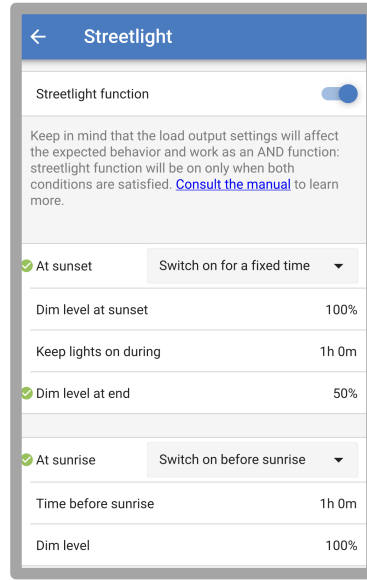 Streetlight
Streetlight function
Keep in mind that the load output settings will affect
the expected behavior and work as an AND function:
streetlight function will be on only when both
conditions are satisfied. Consult the manual to learn
more.
At sunset Switch on for a fixed time
Dim level at sunset 100%
Keep lights on during 1h 0m
Dim level at end 50%
At sunrise Switch on before sunrise
Time before sunrise 1h 0m
Dim level 100%